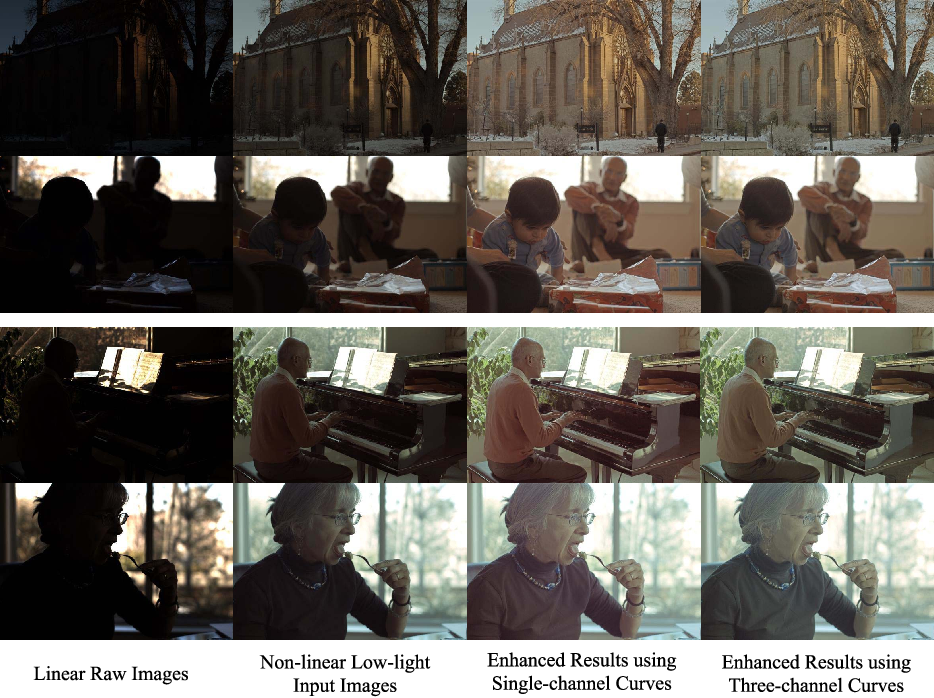 Linear Raw Images
Non-linear Low-light
Input Images
Enhanced Results using
Single-channel Curves
Enhanced Results using
Three-channel Curves